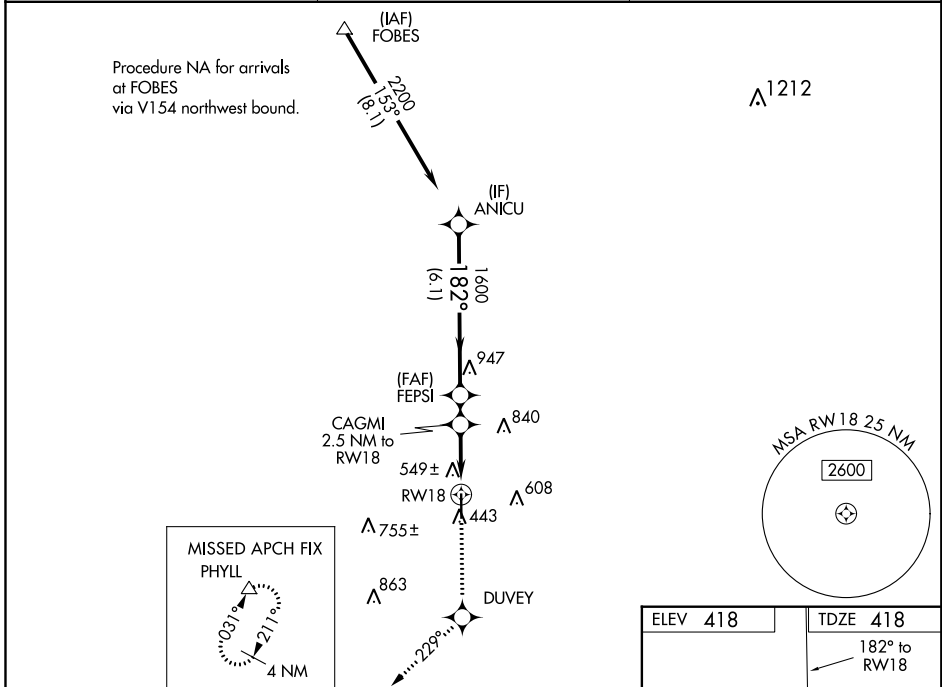 (IAF)
FOBES
Procedure NA for arrivals
at FOBES
via V154 northwest bound.
2200
153°
(8.1)
1212
(IF)
ANICU
1600
182°
(6.1)
947
(FAF)
FEPSI
CAGMI
2.5 NM to
RW18
840
549±
RW18
608
443
755±
MSA RW18 25 NM
2600
MISSED APCH FIX
PHYLL
031°
211°
4 NM
863
DUVEY
229°
ELEV 418
TDZE 418
182° to
RW18